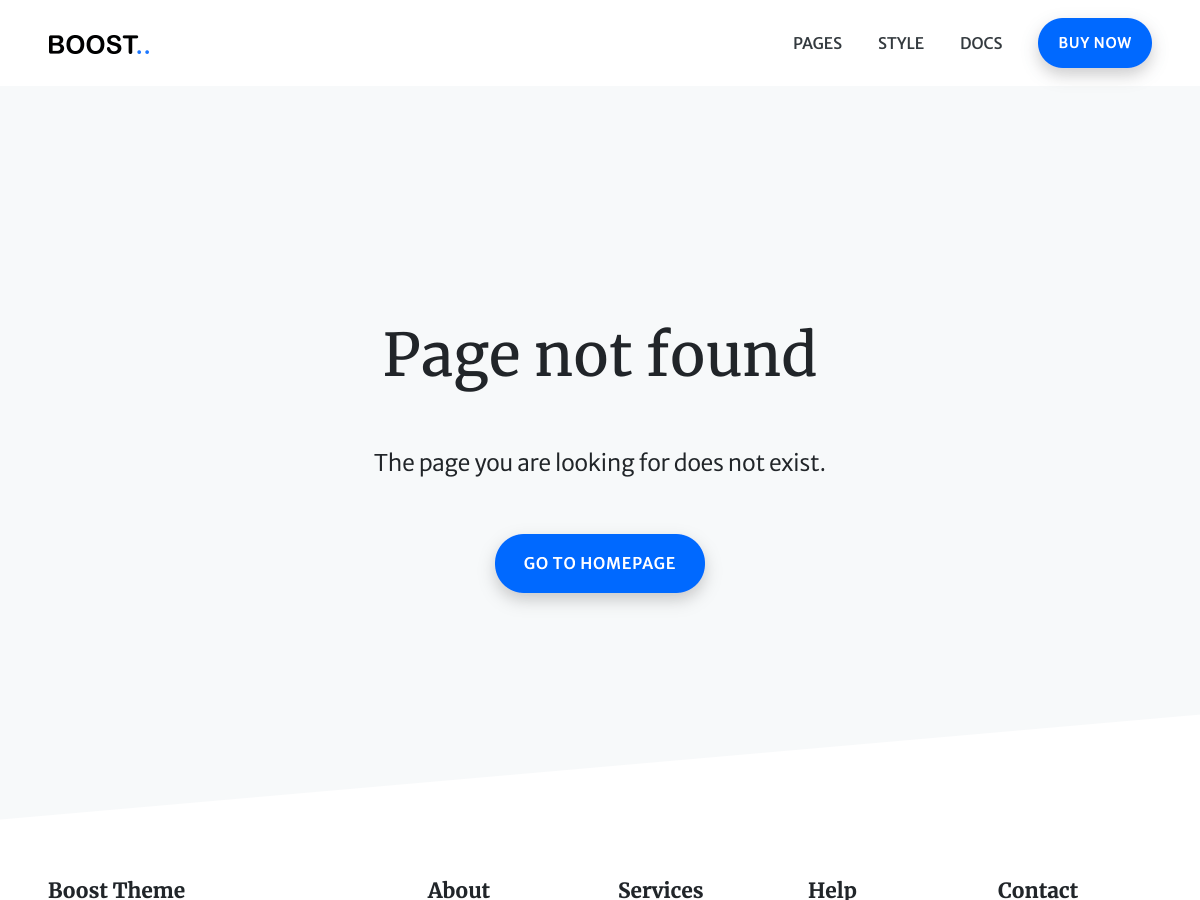 BOOST..
PAGES STYLE DOCS BUY NOW
Page not found
The page you are looking for does not exist.
GO TO HOMEPAGE
Boost Theme About Services Help Contact